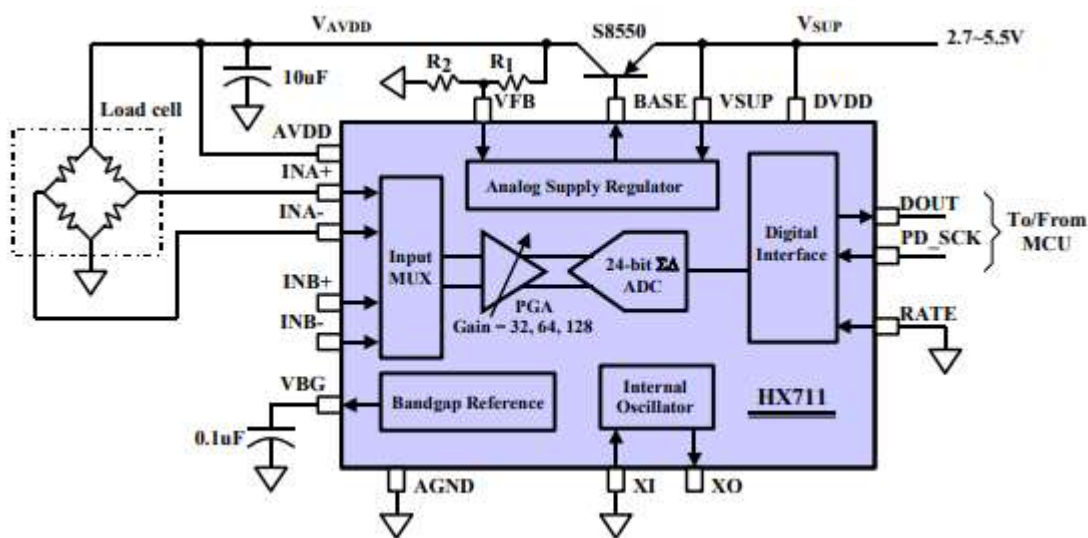 V_AVDD S8550 V_SUP 2.7~5.5V
R2 R1
10uF
VFB BASE VSUP DVDD
Load cell
AVDD
INA+
INA-
INB+
INB-
VBG
0.1uF
Analog Supply Regulator
Input
MUX
PGA
Gain = 32, 64, 128
24-bit ΣΔ
ADC
Digital
Interface
DOUT
PD_SCK
To/From
MCU
RATE
Bandgap Reference
Internal
Oscillator
HX711
AGND XI XO